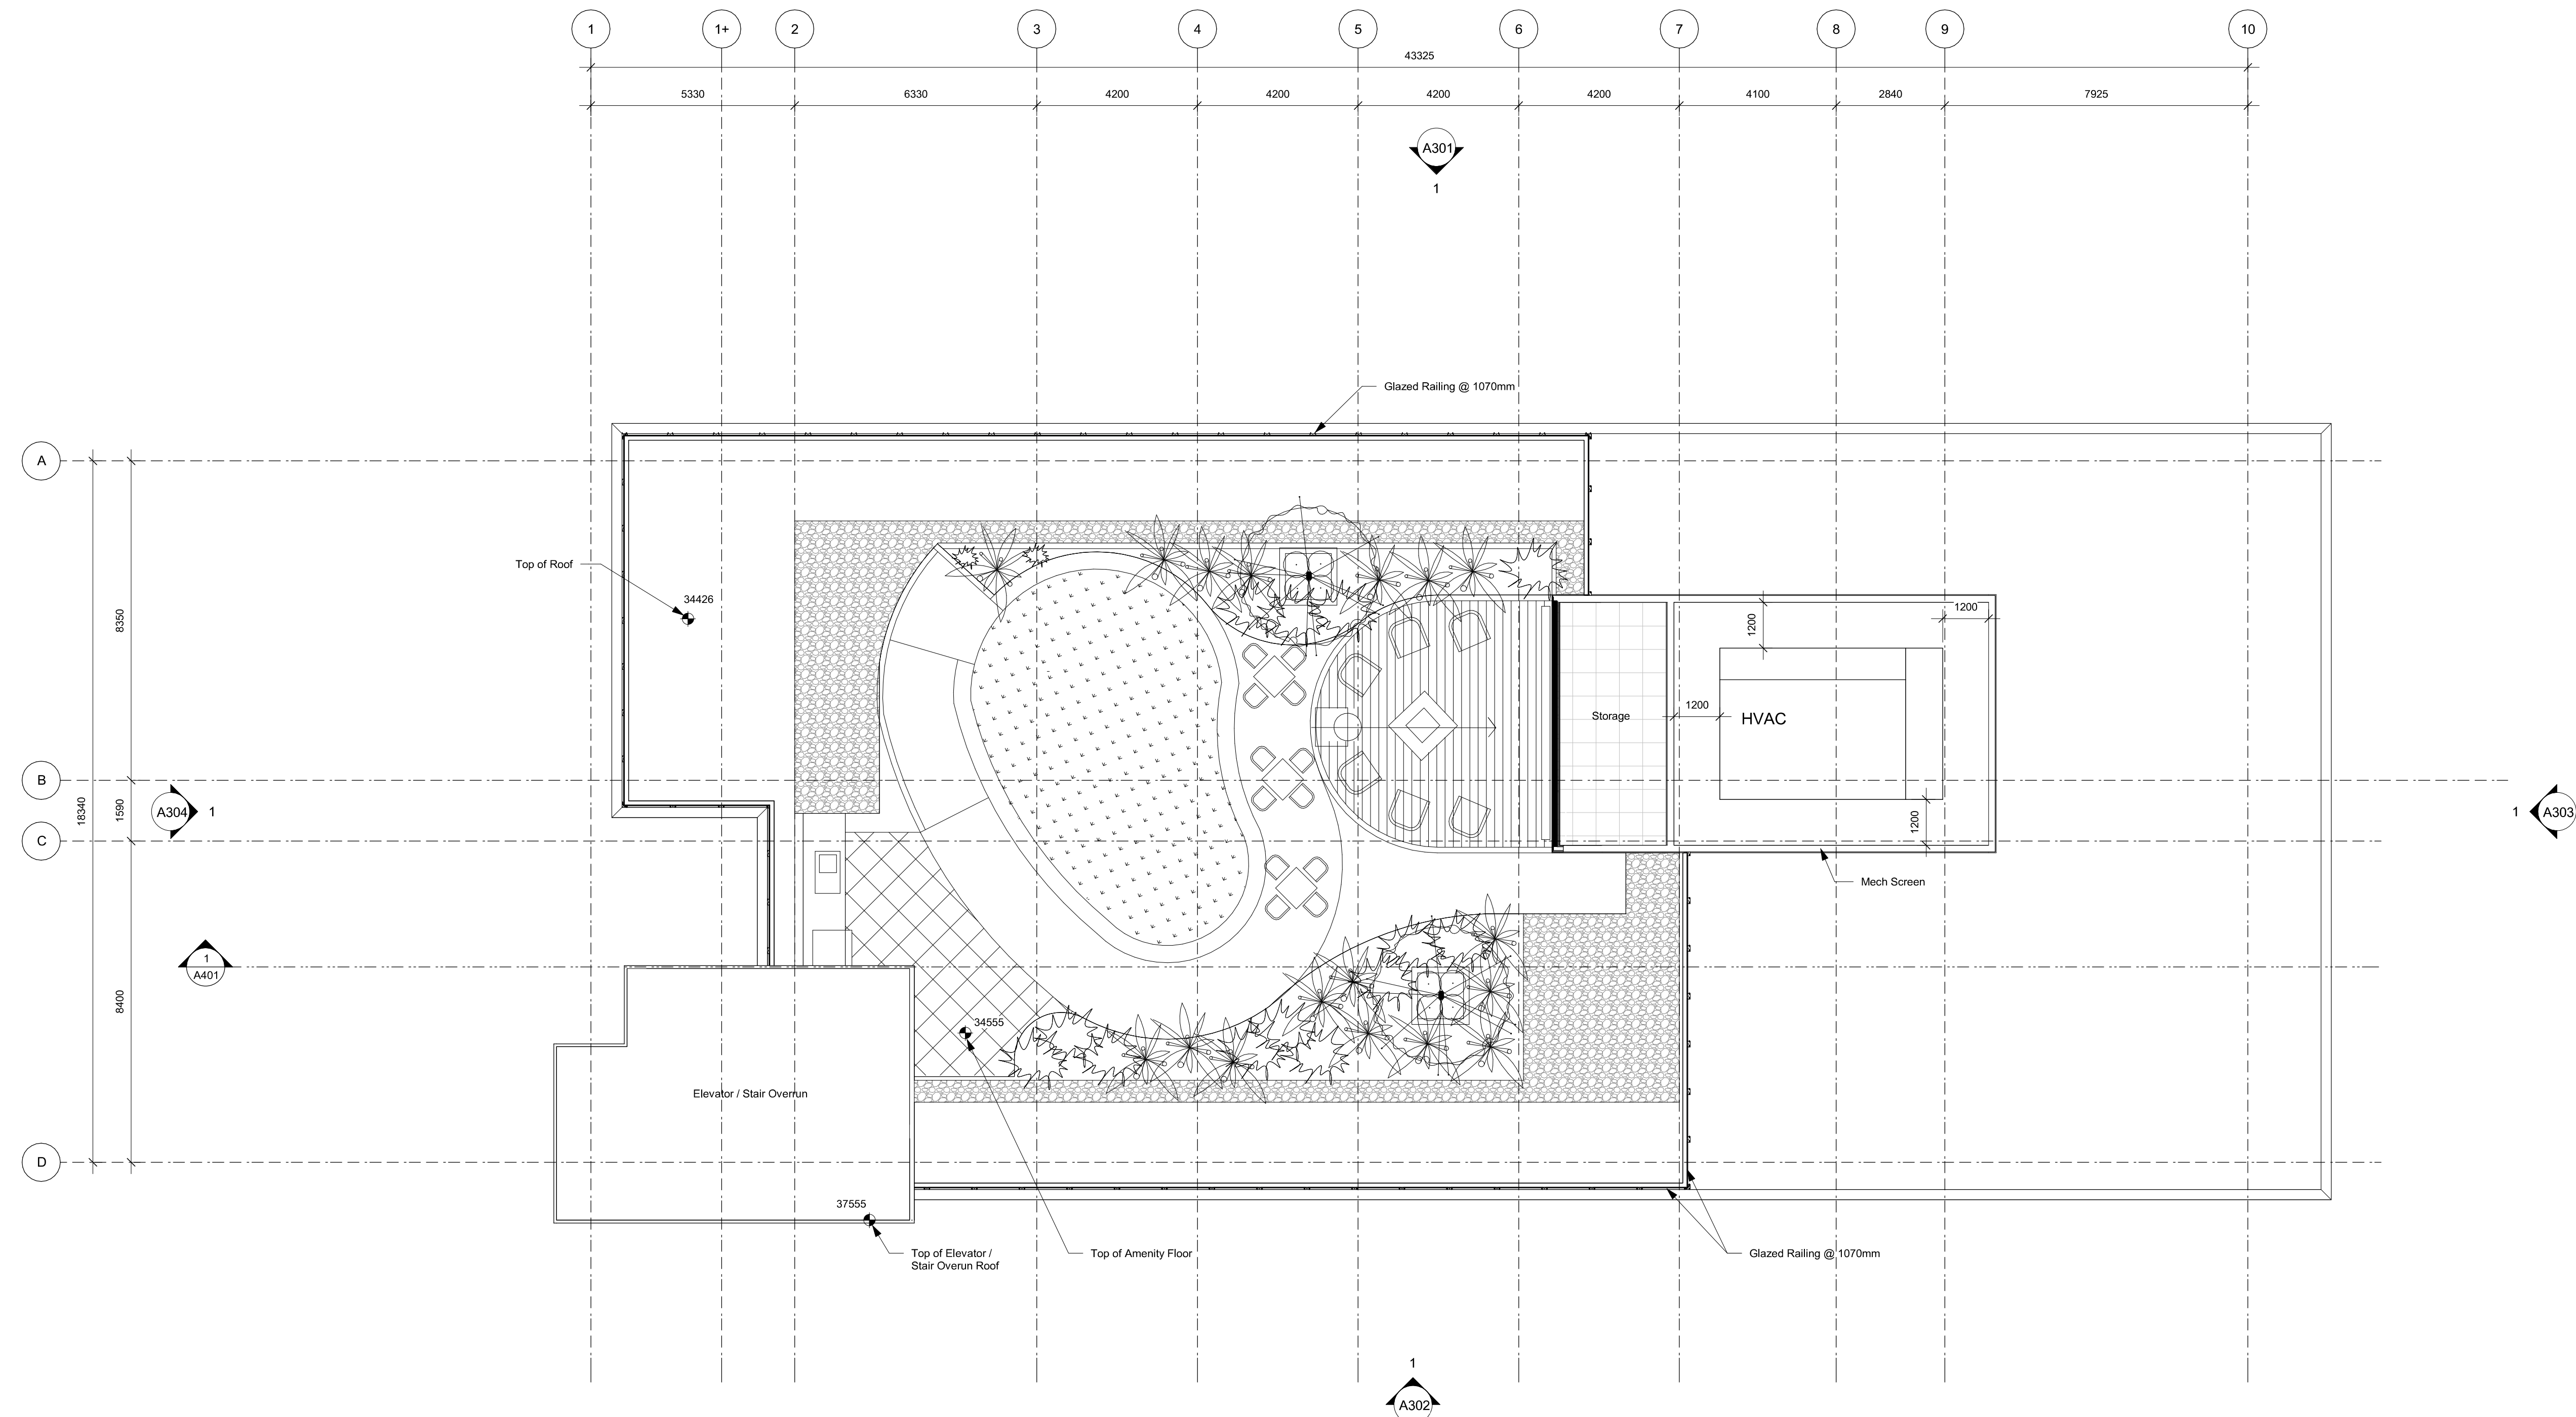 1 1+ 2 3 4 5 6 7 8 9 10
43325
5330 6330 4200 4200 4200 4200 4100 2840 7925
A301
1
Glazed Railing @ 1070mm
A
Top of Roof
34426
8350
1200
1200
Storage
1200
HVAC
B
18340
1590
A304 1
1 A303
1200
C
Mech Screen
1
A401
8400
34555
Elevator / Stair Overrun
D
37555
Top of Elevator /
Stair Overun Roof
Top of Amenity Floor
Glazed Railing @ 1070mm
1
A302